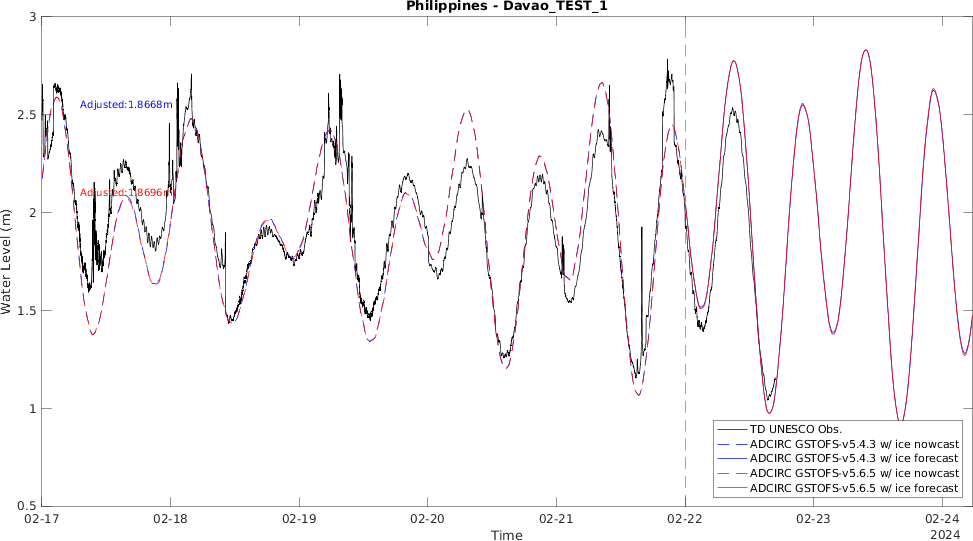 Philippines - Davao_TEST_1
3
2.5
2
1.5
1
0.5
Water Level (m)
Adjusted:1.8668m
Adjusted:1.8696m
TD UNESCO Obs.
ADCIRC GSTOFS-v5.4.3 w/ ice nowcast
ADCIRC GSTOFS-v5.4.3 w/ ice forecast
ADCIRC GSTOFS-v5.6.5 w/ ice nowcast
ADCIRC GSTOFS-v5.6.5 w/ ice forecast
02-17 02-18 02-19 02-20 02-21 02-22 02-23 02-24
2024
Time